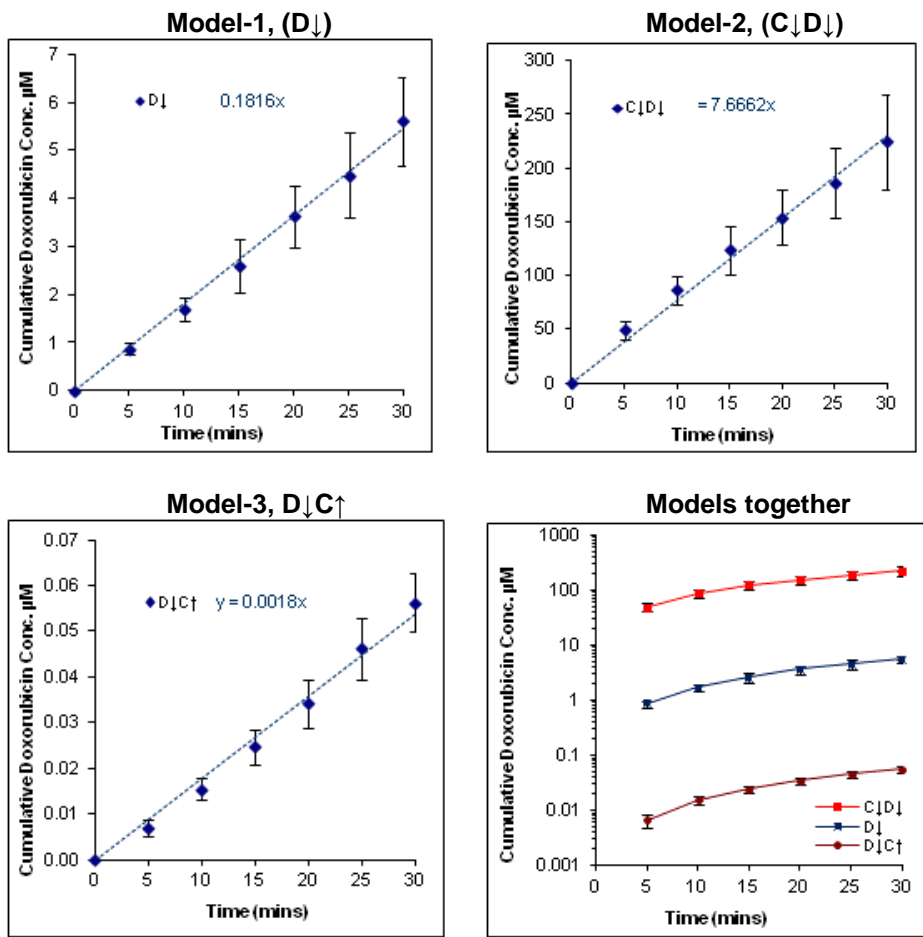 Model-1, (D↓)
Cumulative Doxorubicin Conc. µM
7
6
5
4
3
2
1
0
D↓ 0.1816x
0 5 10 15 20 25 30
Time (mins)
Model-2, (C↓D↓)
Cumulative Doxorubicin Conc. µM
300
250
200
150
100
50
0
C↓D↓ = 7.6662x
0 5 10 15 20 25 30
Time (mins)
Model-3, D↓C↑
Cumulative Doxorubicin Conc. µM
0.07
0.06
0.05
0.04
0.03
0.02
0.01
0.00
D↓C↑ y = 0.0018x
0 5 10 15 20 25 30
Time (mins)
Models together
Cumulative Doxorubicin Conc. µM
1000
100
10
1
0.1
0.01
0.001
C↓D↓
D↓
D↓C↑
0 5 10 15 20 25 30
Time (mins)